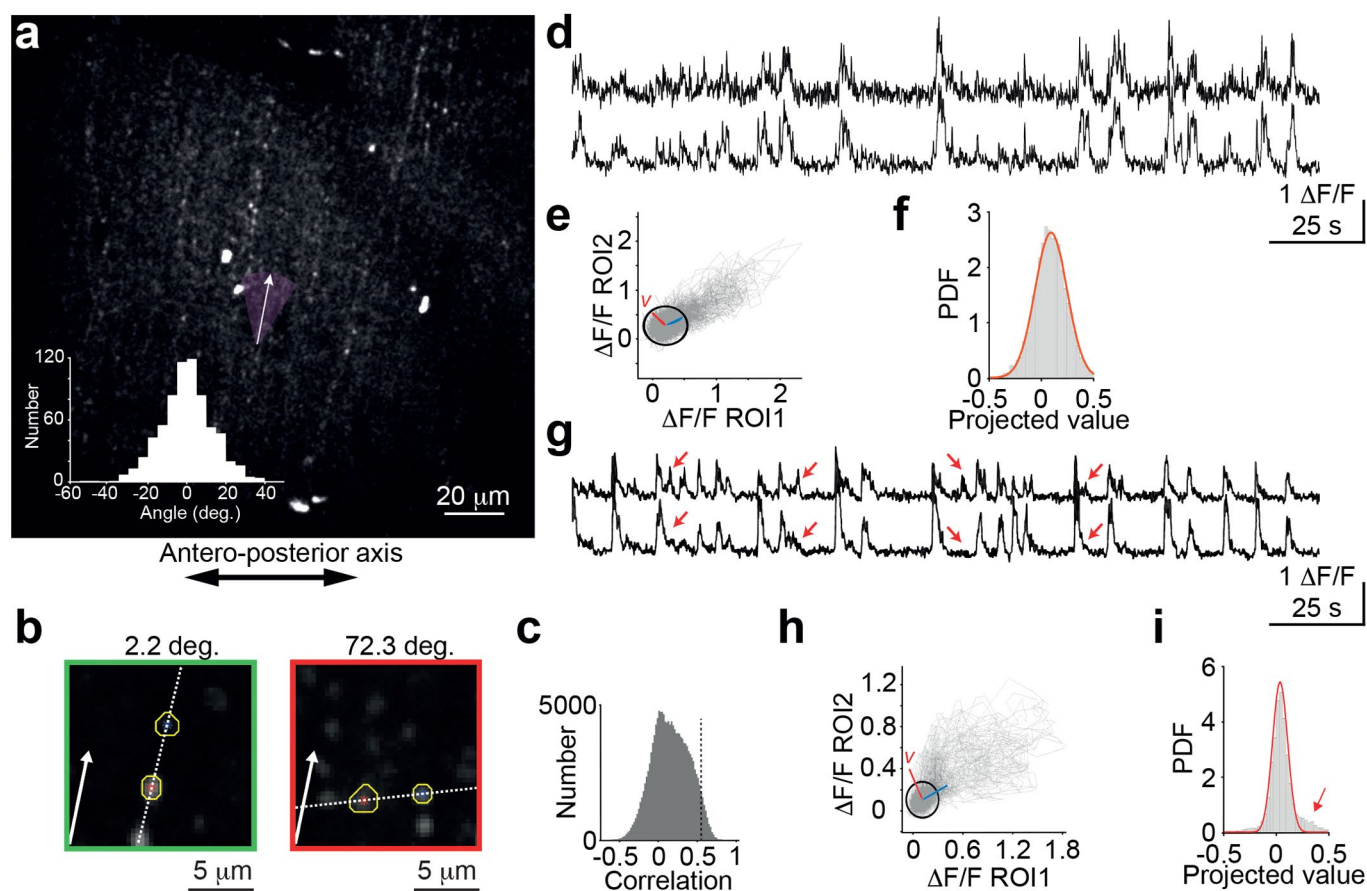 a
120
60
0
Number
-60 -40 -20 0 20 40
Angle (deg.)
20 μm
Antero-posterior axis
b
2.2 deg.
72.3 deg.
5 μm
5 μm
c
5000
0
Number
-0.5 0 0.5 1
Correlation
d
1 ΔF/F
25 s
e
2
1
0
ΔF/F ROI2
V
0 1 2
ΔF/F ROI1
f
3
2
1
0
PDF
-0.5 0 0.5
Projected value
g
1 ΔF/F
25 s
h
1.2
0.8
0.4
0
ΔF/F ROI2
V
0 0.6 1.2 1.8
ΔF/F ROI1
i
6
4
2
0
PDF
-0.5 0 0.5
Projected value